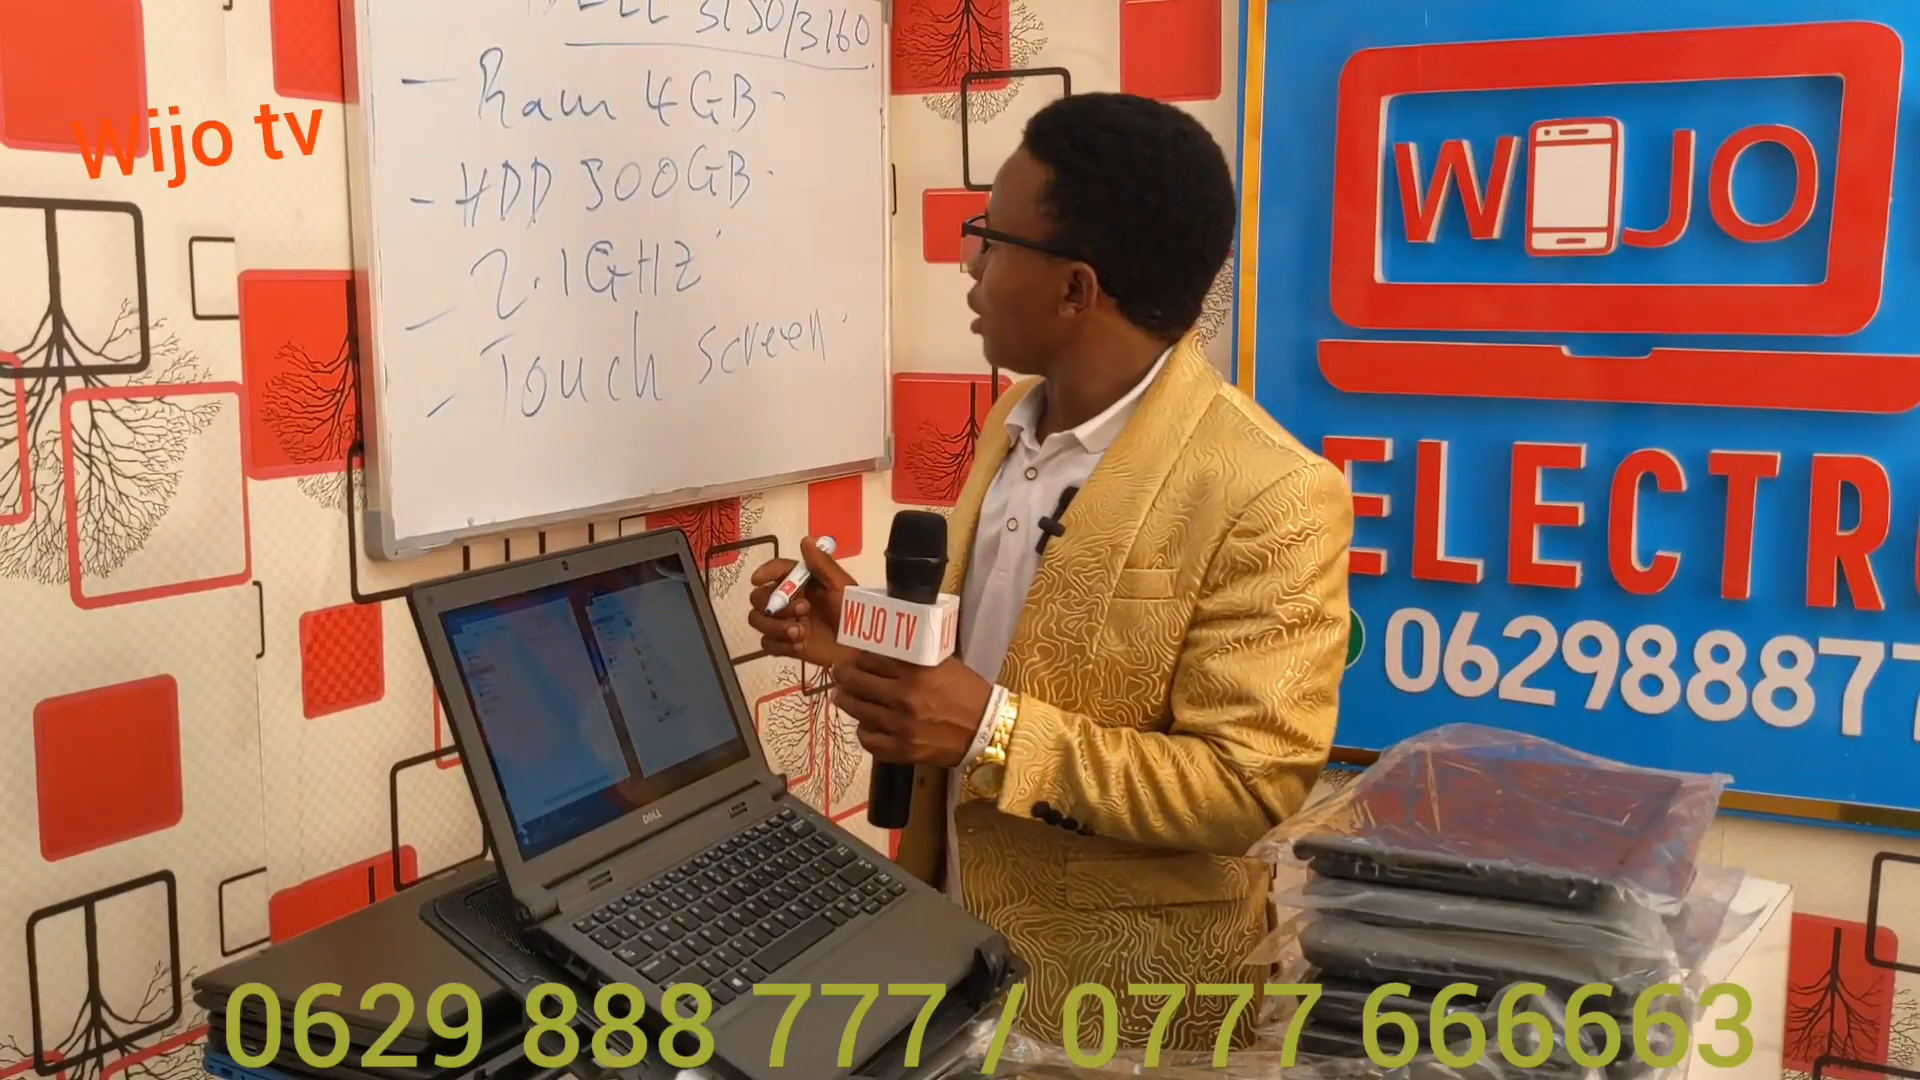 DELL 3150/3160
- Ram 4GB -
- HDD 500GB -
- 2.1GHZ
- Touch screen
Wijo tv
WIJO
ELECTR
062988877
WIJO TV
DELL
0629 888 777 / 0777 666663